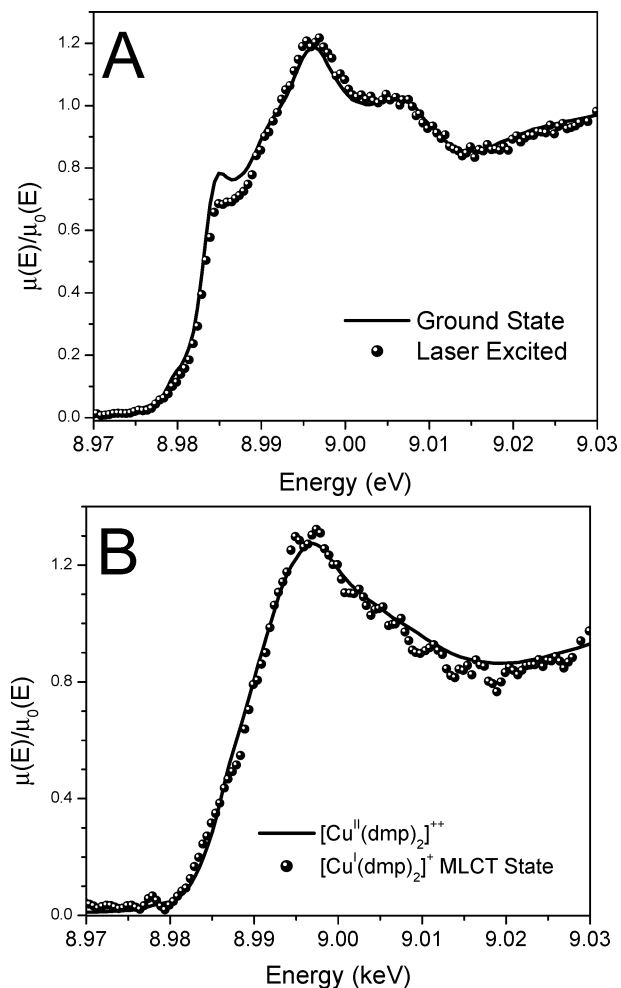 A
1.2
1.0
0.8
0.6
0.4
0.2
0.0
μ(E)/μ₀(E)
Ground State
Laser Excited
8.97 8.98 8.99 9.00 9.01 9.02 9.03
Energy (eV)
B
1.2
0.8
0.4
0.0
μ(E)/μ₀(E)
[Cuᴵᴵ(dmp)₂]⁺⁺
[Cuᴵ(dmp)₂]⁺ MLCT State
8.97 8.98 8.99 9.00 9.01 9.02 9.03
Energy (keV)